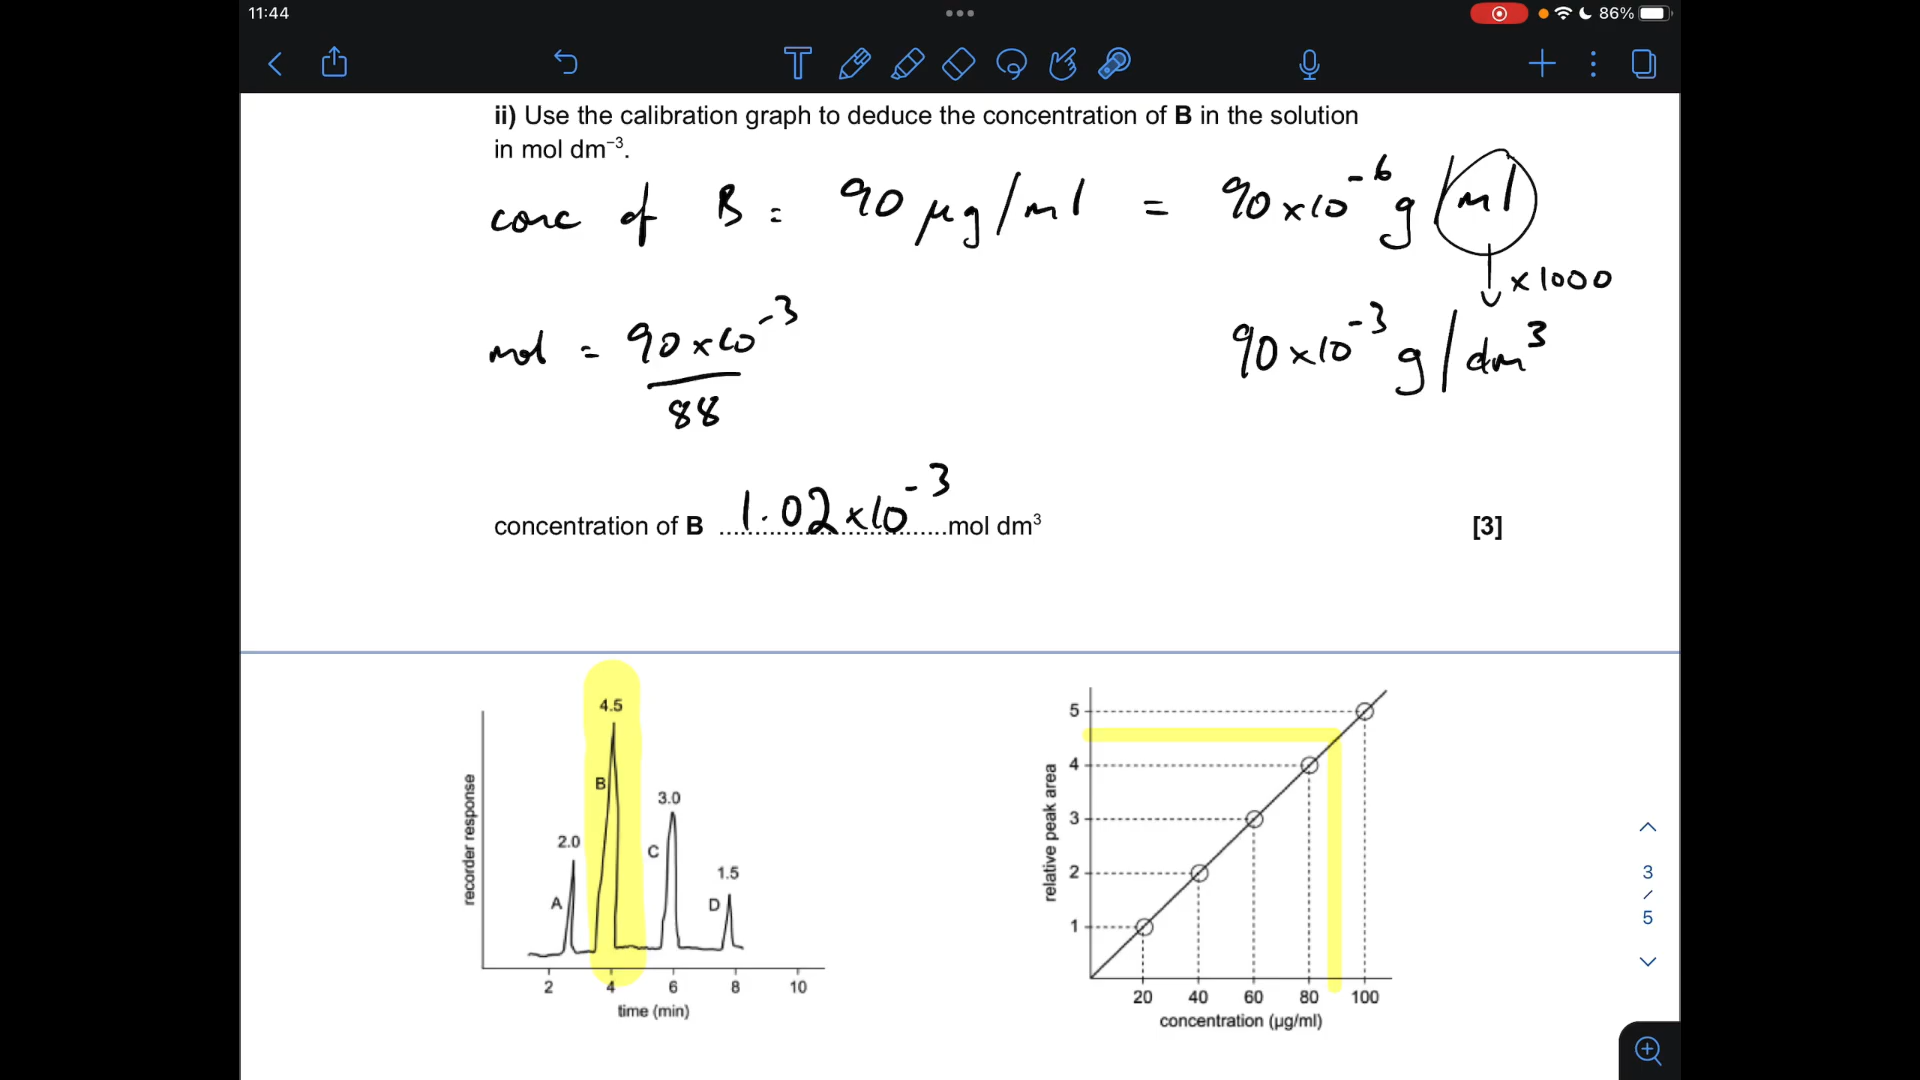 11:44
86%
ii) Use the calibration graph to deduce the concentration of B in the solution
in mol dm⁻³.
conc of B = 90 µg/ml = 90 × 10⁻⁶ g/ml
× 1000
mol = 90 × 10⁻³ / 88
90 × 10⁻³ g/dm³
concentration of B 1.02 × 10⁻³ mol dm³ [3]
4.5
B
3.0
2.0
C
1.5
A
D
recorder response
2 4 6 8 10
time (min)
5
4
3
2
1
relative peak area
20 40 60 80 100
concentration (µg/ml)
3
/
5